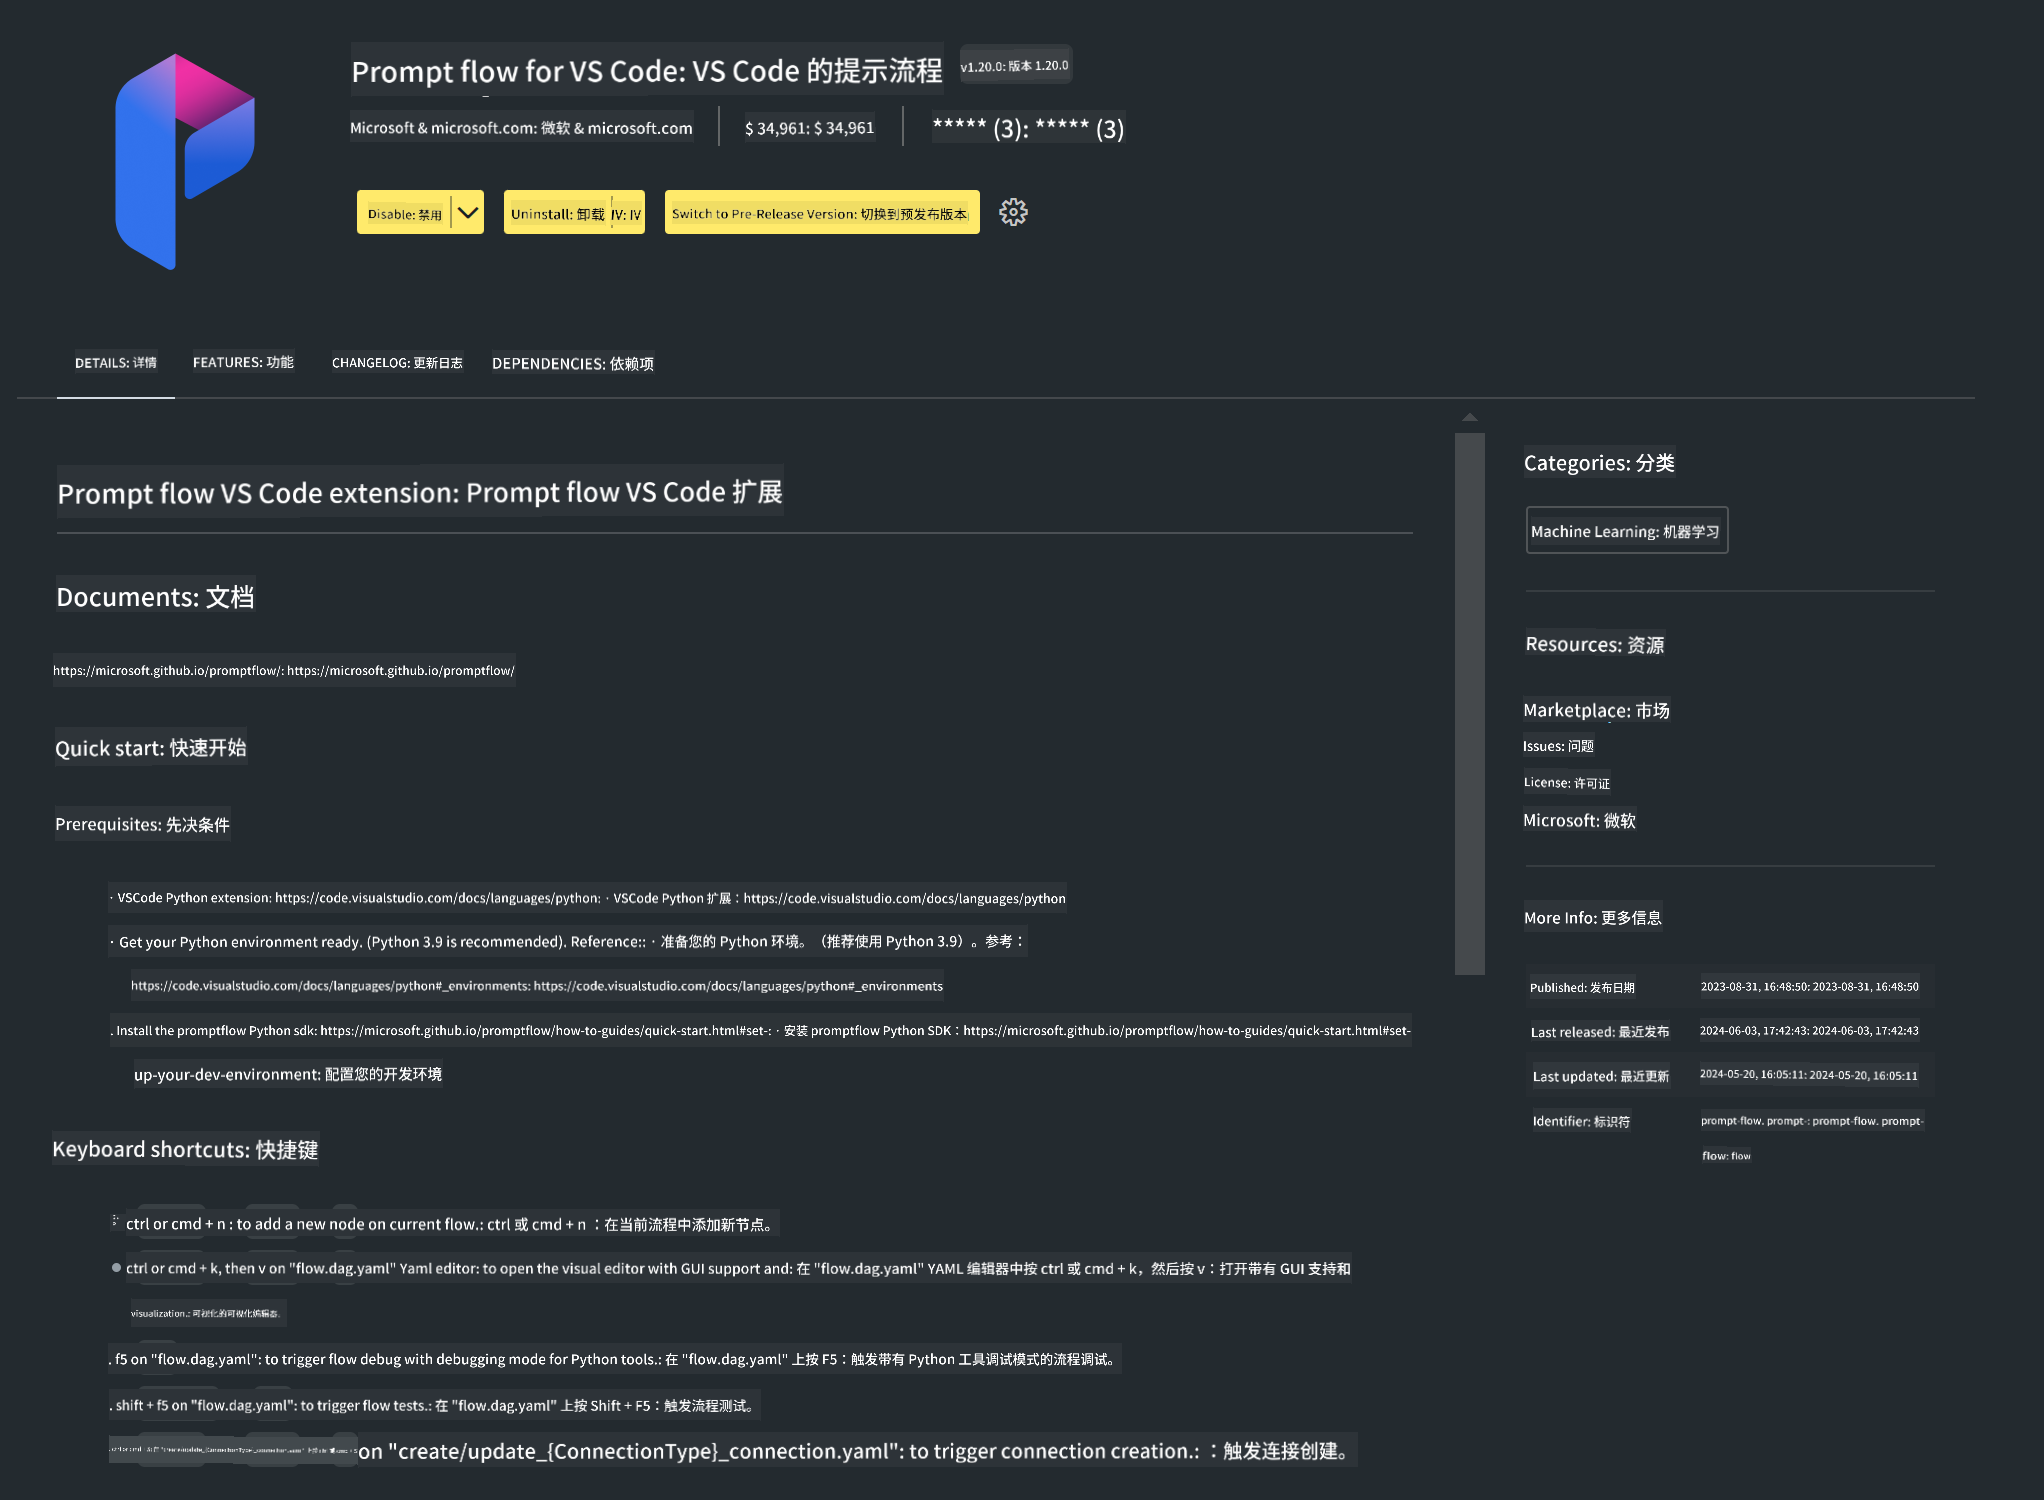 Prompt flow for VS Code: VS Code 的提示流程
v1.20.0: 版本 1.20.0
Microsoft & microsoft.com: 微软 & microsoft.com
$ 34,961: $ 34,961
***** (3): ***** (3)
Disable: 禁用
Uninstall: 卸载
IV: IV
Switch to Pre-Release Version: 切换到预发布版本
DETAILS: 详情
FEATURES: 功能
CHANGELOG: 更新日志
DEPENDENCIES: 依赖项
Prompt flow VS Code extension: Prompt flow VS Code 扩展
Documents: 文档
https://microsoft.github.io/promptflow/: https://microsoft.github.io/promptflow/
Quick start: 快速开始
Prerequisites: 先决条件
· VSCode Python extension: https://code.visualstudio.com/docs/languages/python: · VSCode Python 扩展：https://code.visualstudio.com/docs/languages/python
· Get your Python environment ready. (Python 3.9 is recommended). Reference:: · 准备您的 Python 环境。（推荐使用 Python 3.9）。参考：
https://code.visualstudio.com/docs/languages/python#_environments: https://code.visualstudio.com/docs/languages/python#_environments
. Install the promptflow Python sdk: https://microsoft.github.io/promptflow/how-to-guides/quick-start.html#set-: · 安装 promptflow Python SDK：https://microsoft.github.io/promptflow/how-to-guides/quick-start.html#set-
up-your-dev-environment: 配置您的开发环境
Keyboard shortcuts: 快捷键
ctrl or cmd + n : to add a new node on current flow.: ctrl 或 cmd + n ：在当前流程中添加新节点。
ctrl or cmd + k, then v on "flow.dag.yaml" Yaml editor: to open the visual editor with GUI support and: 在 "flow.dag.yaml" YAML 编辑器中按 ctrl 或 cmd + k，然后按 v：打开带有 GUI 支持和
visualization.: 可视化的可视化编辑器。
. f5 on "flow.dag.yaml": to trigger flow debug with debugging mode for Python tools.: 在 "flow.dag.yaml" 上按 F5：触发带有 Python 工具调试模式的流程调试。
. shift + f5 on "flow.dag.yaml": to trigger flow tests.: 在 "flow.dag.yaml" 上按 Shift + F5：触发流程测试。
on "create/update_{ConnectionType}_connection.yaml": to trigger connection creation.: ：触发连接创建。
Categories: 分类
Machine Learning: 机器学习
Resources: 资源
Marketplace: 市场
Issues: 问题
License: 许可证
Microsoft: 微软
More Info: 更多信息
Published: 发布日期
2023-08-31, 16:48:50: 2023-08-31, 16:48:50
Last released: 最近发布
2024-06-03, 17:42:43: 2024-06-03, 17:42:43
Last updated: 最近更新
2024-05-20, 16:05:11: 2024-05-20, 16:05:11
Identifier: 标识符
prompt-flow. prompt-: prompt-flow. prompt-
flow: flow